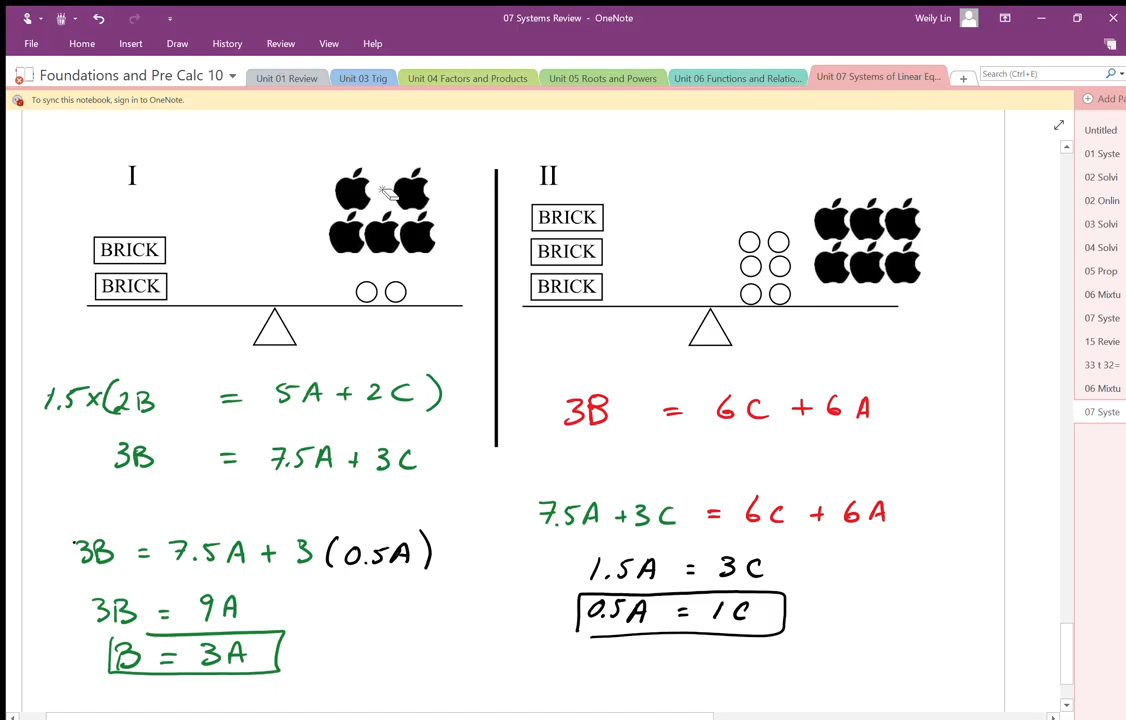 07 Systems Review - OneNote
Weily Lin
File Home Insert Draw History Review View Help
Foundations and Pre Calc 10
Unit 01 Review
Unit 03 Trig
Unit 04 Factors and Products
Unit 05 Roots and Powers
Unit 06 Functions and Relatio...
Unit 07 Systems of Linear Eq...
Search (Ctrl+E)
To sync this notebook, sign in to OneNote.
Add Pa
Untitled
01 Syste
02 Solvi
02 Onlin
03 Solvi
04 Solvi
05 Prop
06 Mixtu
07 Syste
15 Revie
33 t 32=
06 Mixtu
07 Syste
I
BRICK
BRICK
1.5×(2B = 5A + 2C)
3B = 7.5A + 3C
3B = 7.5A + 3(0.5A)
3B = 9A
B = 3A
II
BRICK
BRICK
BRICK
3B = 6C + 6A
7.5A + 3C = 6C + 6A
1.5A = 3C
0.5A = 1C